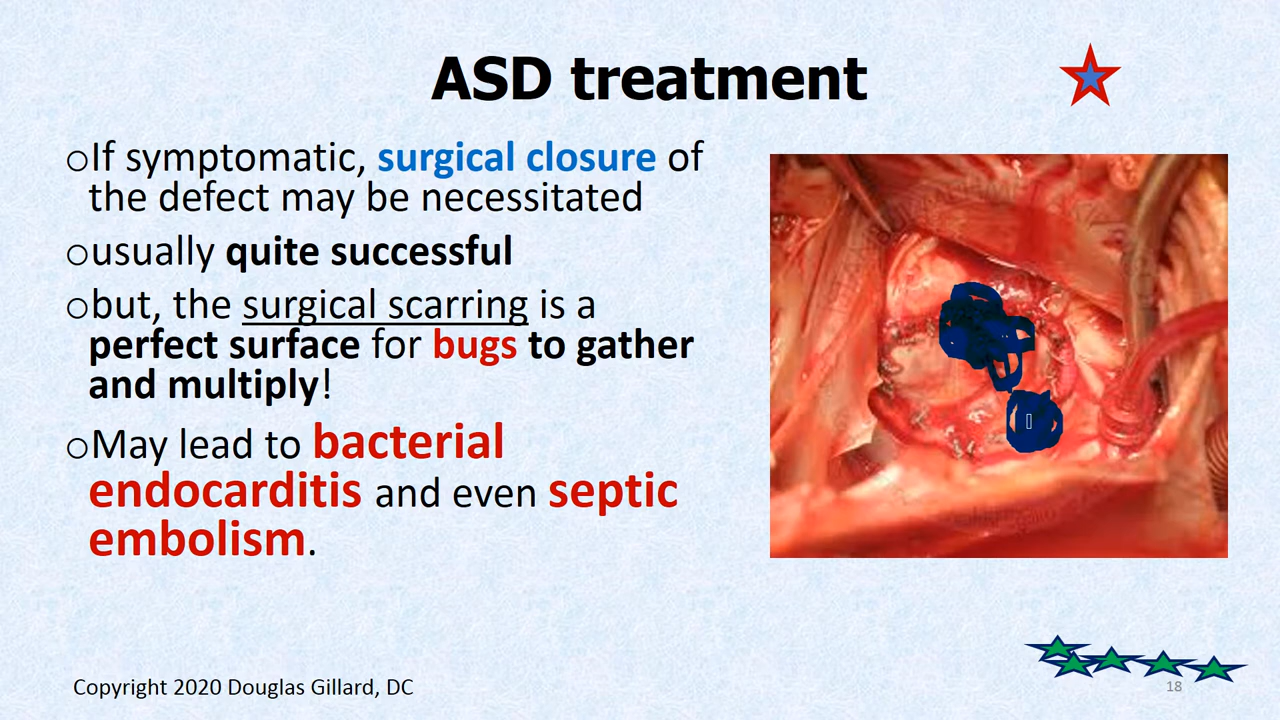 ASD treatment
○If symptomatic, surgical closure of
the defect may be necessitated
○usually quite successful
○but, the surgical scarring is a
perfect surface for bugs to gather
and multiply!
○May lead to bacterial
endocarditis and even septic
embolism.
Copyright 2020 Douglas Gillard, DC
18